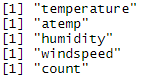 [1] "temperature"
[1] "atemp"
[1] "humidity"
[1] "windspeed"
[1] "count"